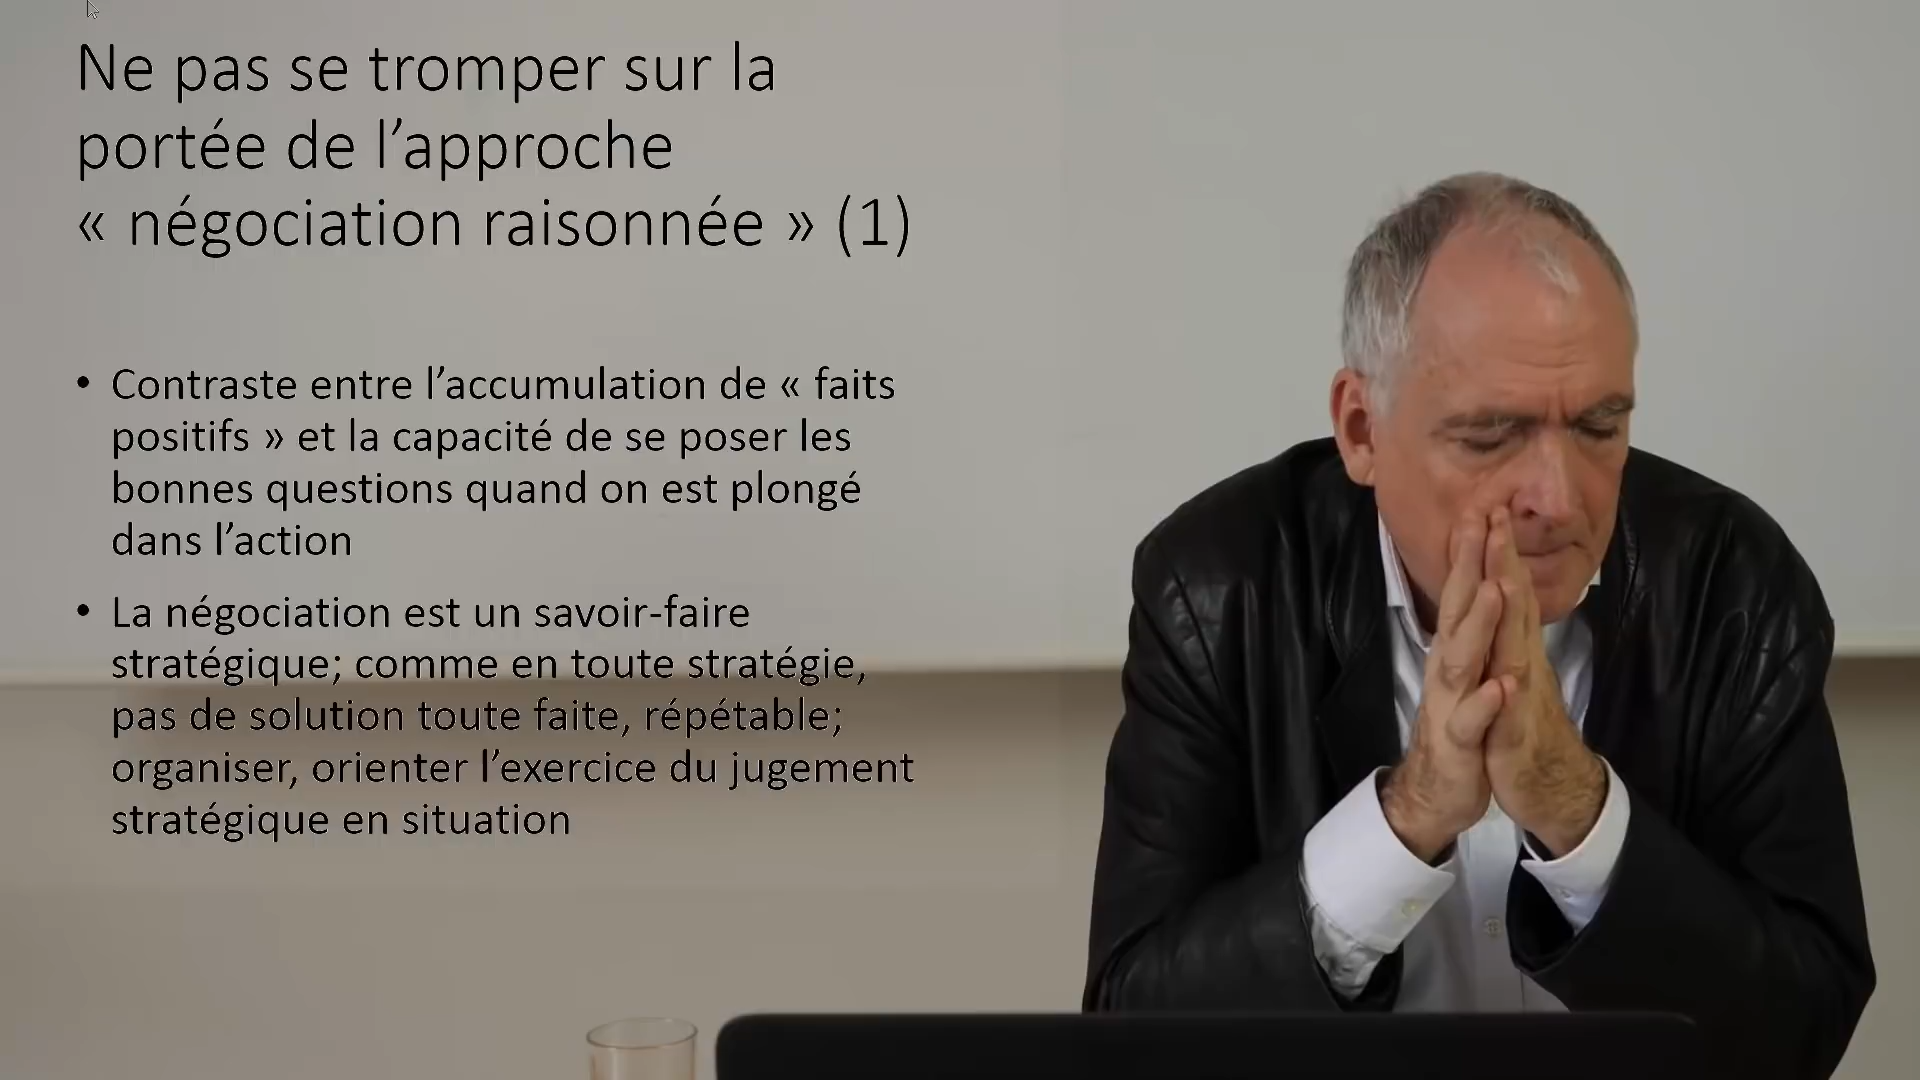 Ne pas se tromper sur la
portée de l’approche
« négociation raisonnée » (1)
• Contraste entre l’accumulation de « faits
positifs » et la capacité de se poser les
bonnes questions quand on est plongé
dans l’action
• La négociation est un savoir-faire
stratégique; comme en toute stratégie,
pas de solution toute faite, répétable;
organiser, orienter l’exercice du jugement
stratégique en situation